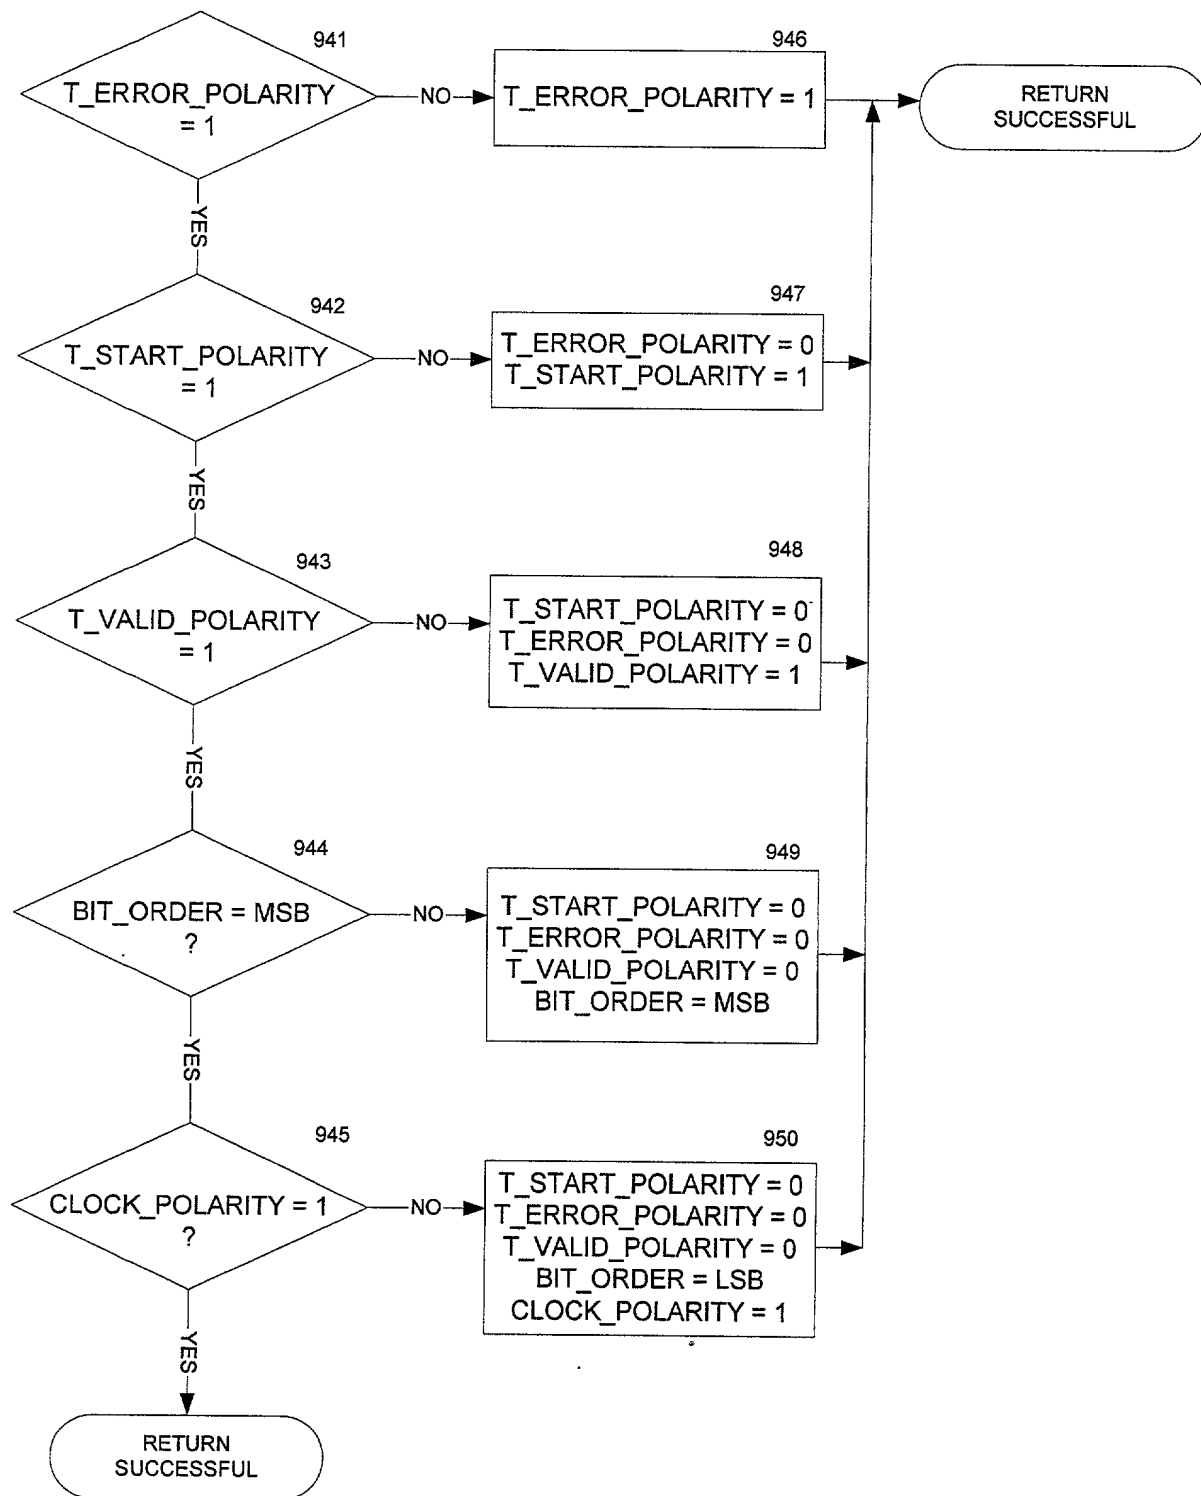 941
T_ERROR_POLARITY
= 1
NO
946
T_ERROR_POLARITY = 1
RETURN
SUCCESSFUL
YES
942
T_START_POLARITY
= 1
NO
947
T_ERROR_POLARITY = 0
T_START_POLARITY = 1
YES
943
T_VALID_POLARITY
= 1
NO
948
T_START_POLARITY = 0
T_ERROR_POLARITY = 0
T_VALID_POLARITY = 1
YES
944
BIT_ORDER = MSB
?
NO
949
T_START_POLARITY = 0
T_ERROR_POLARITY = 0
T_VALID_POLARITY = 0
BIT_ORDER = MSB
YES
945
CLOCK_POLARITY = 1
?
NO
950
T_START_POLARITY = 0
T_ERROR_POLARITY = 0
T_VALID_POLARITY = 0
BIT_ORDER = LSB
CLOCK_POLARITY = 1
YES
RETURN
SUCCESSFUL